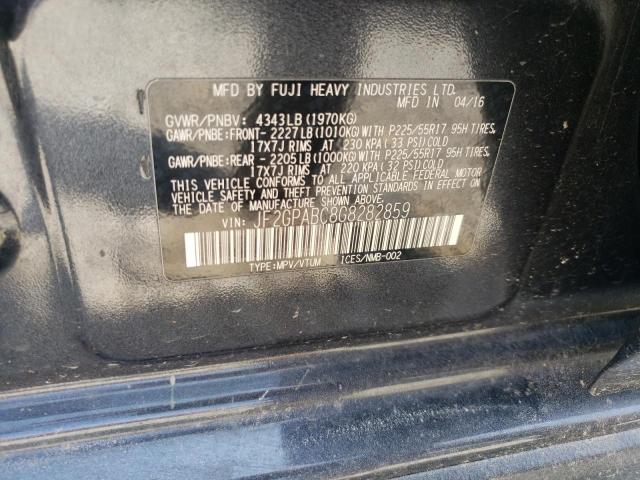 MFD BY FUJI HEAVY INDUSTRIES LTD.
MFD IN 04/16
GVWR/PNBV: 4343LB(1970KG)
GAWR/PNBE:FRONT-2227LB(1010KG)WITH P225/55R17 95H TIRES,
17X7J RIMS AT 230 KPA(33 PSI)COLD
GAWR/PNBE:REAR -2205LB(1000KG)WITH P225/55R17 95H TIRES,
17X7J RIMS AT 220 KPA(32 PSI)COLD
THIS VEHICLE CONFORMS TO ALL APPLICABLE FEDERAL MOTOR
VEHICLE SAFETY AND THEFT PREVENTION STANDARDS IN EFFECT
ON THE DATE OF MANUFACTURE SHOWN ABOVE.
VIN: JF2GPABC8G8282859
TYPE:MPV/VTUM ICES/NMB-002